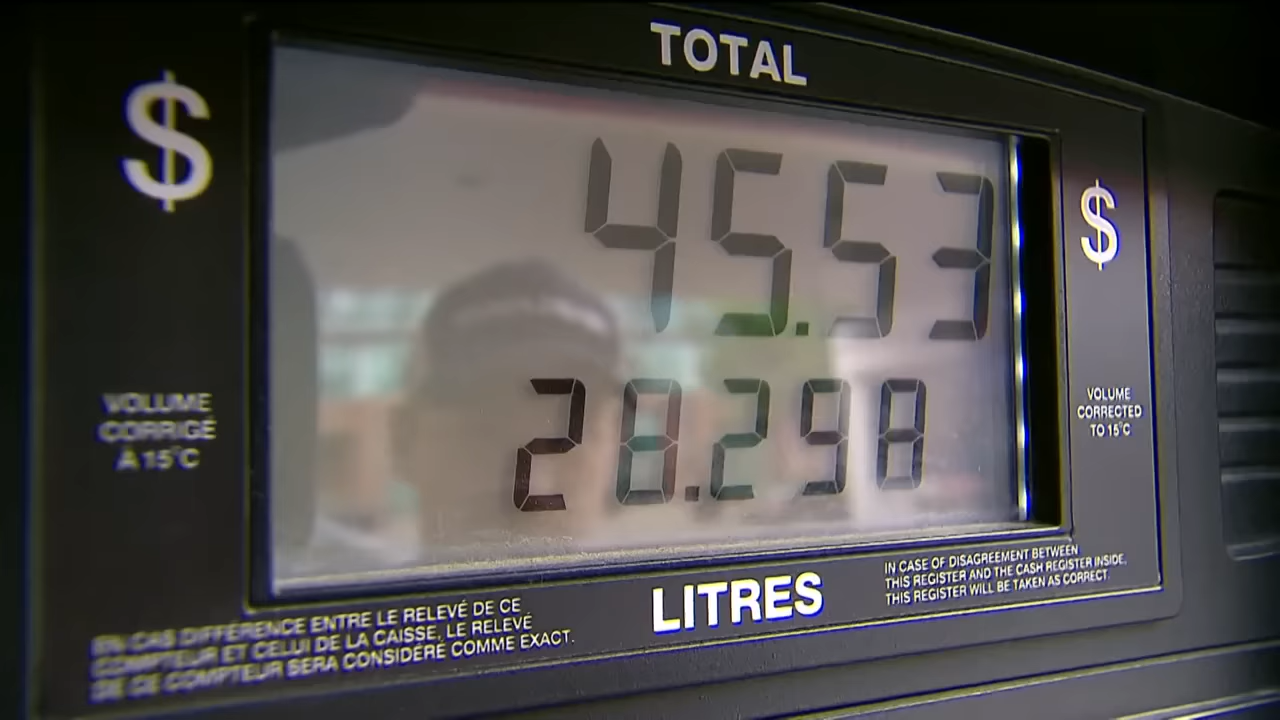 TOTAL
$
45.53
$
28.298
VOLUME
CORRIGÉ
À 15°C
VOLUME
CORRECTED
TO 15°C
LITRES
EN CAS DIFFÉRENCE ENTRE LE RELEVÉ DE CE
COMPTEUR ET CELUI DE LA CAISSE, LE RELEVÉ
DE CE COMPTEUR SERA CONSIDÉRÉ COMME EXACT.
IN CASE OF DISAGREEMENT BETWEEN
THIS REGISTER AND THE CASH REGISTER INSIDE,
THIS REGISTER WILL BE TAKEN AS CORRECT.